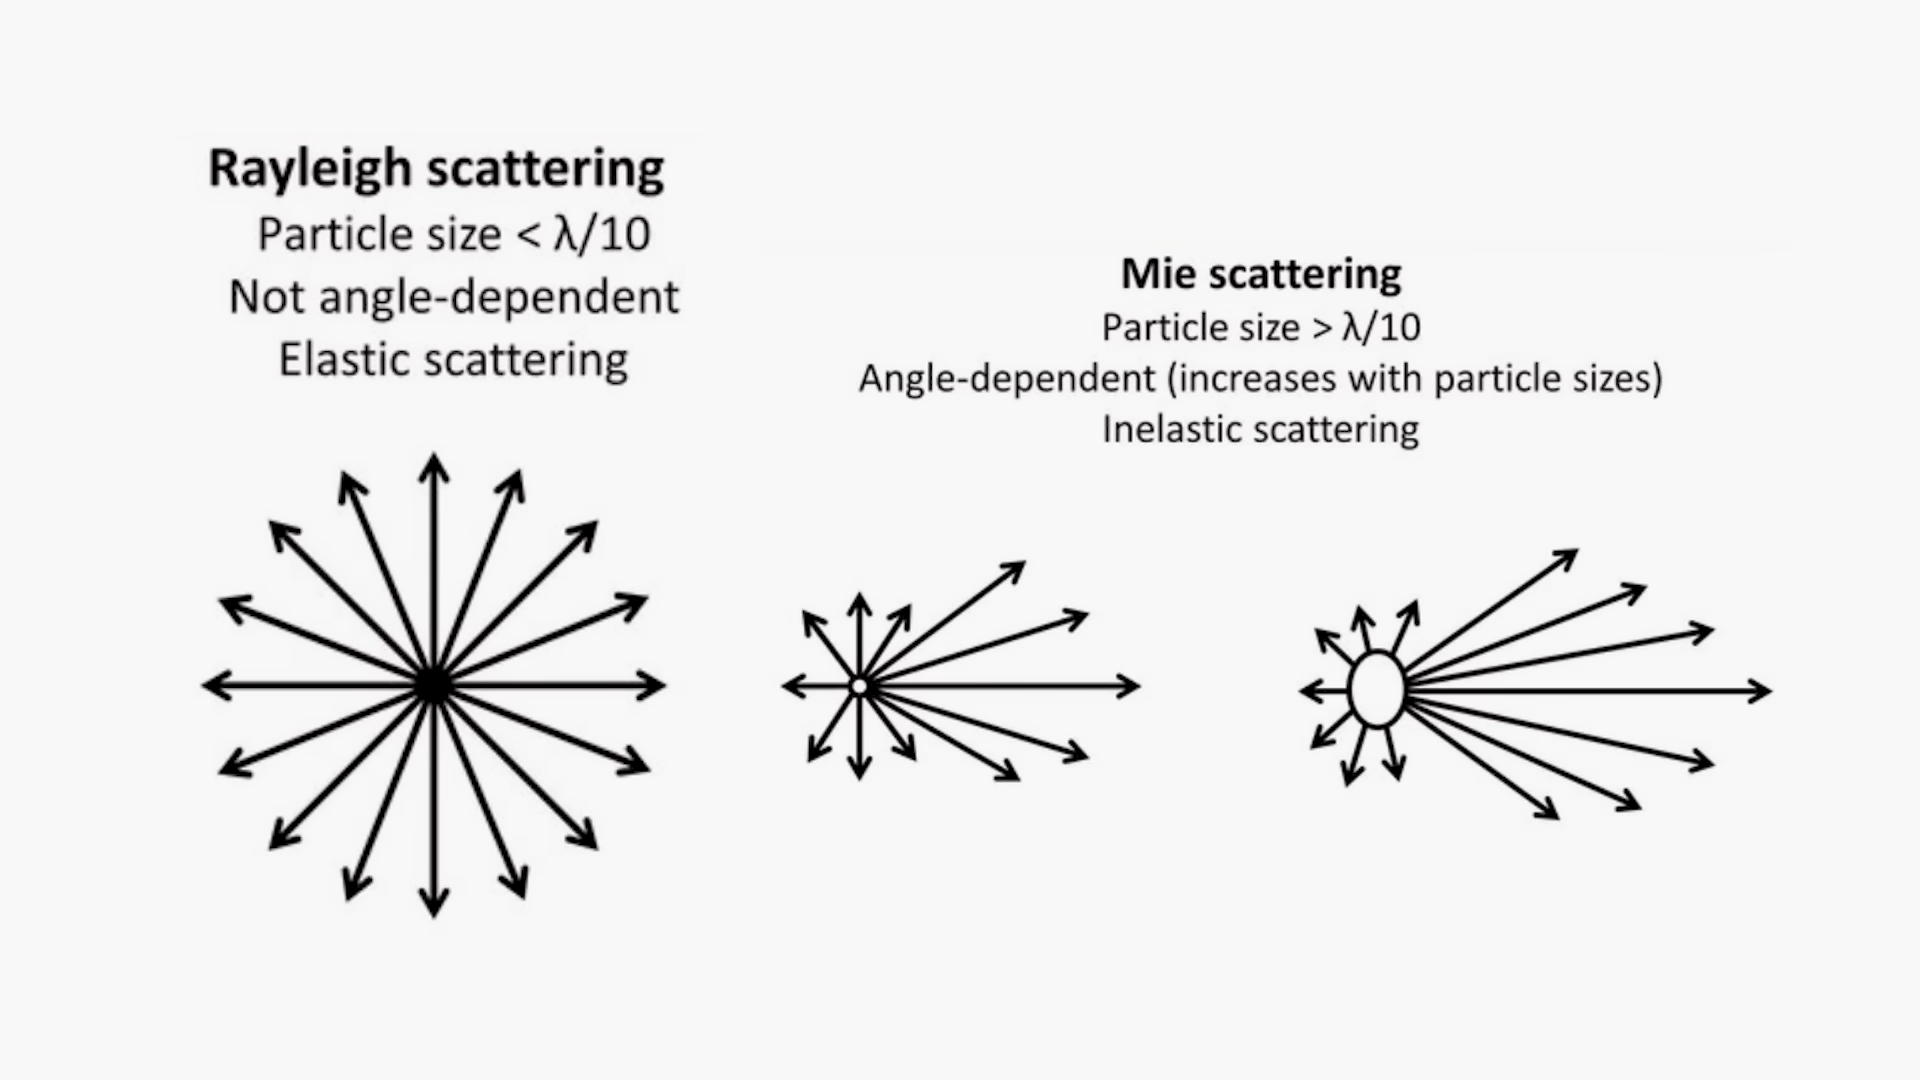 Rayleigh scattering
Particle size < λ/10
Not angle-dependent
Elastic scattering
Mie scattering
Particle size > λ/10
Angle-dependent (increases with particle sizes)
Inelastic scattering